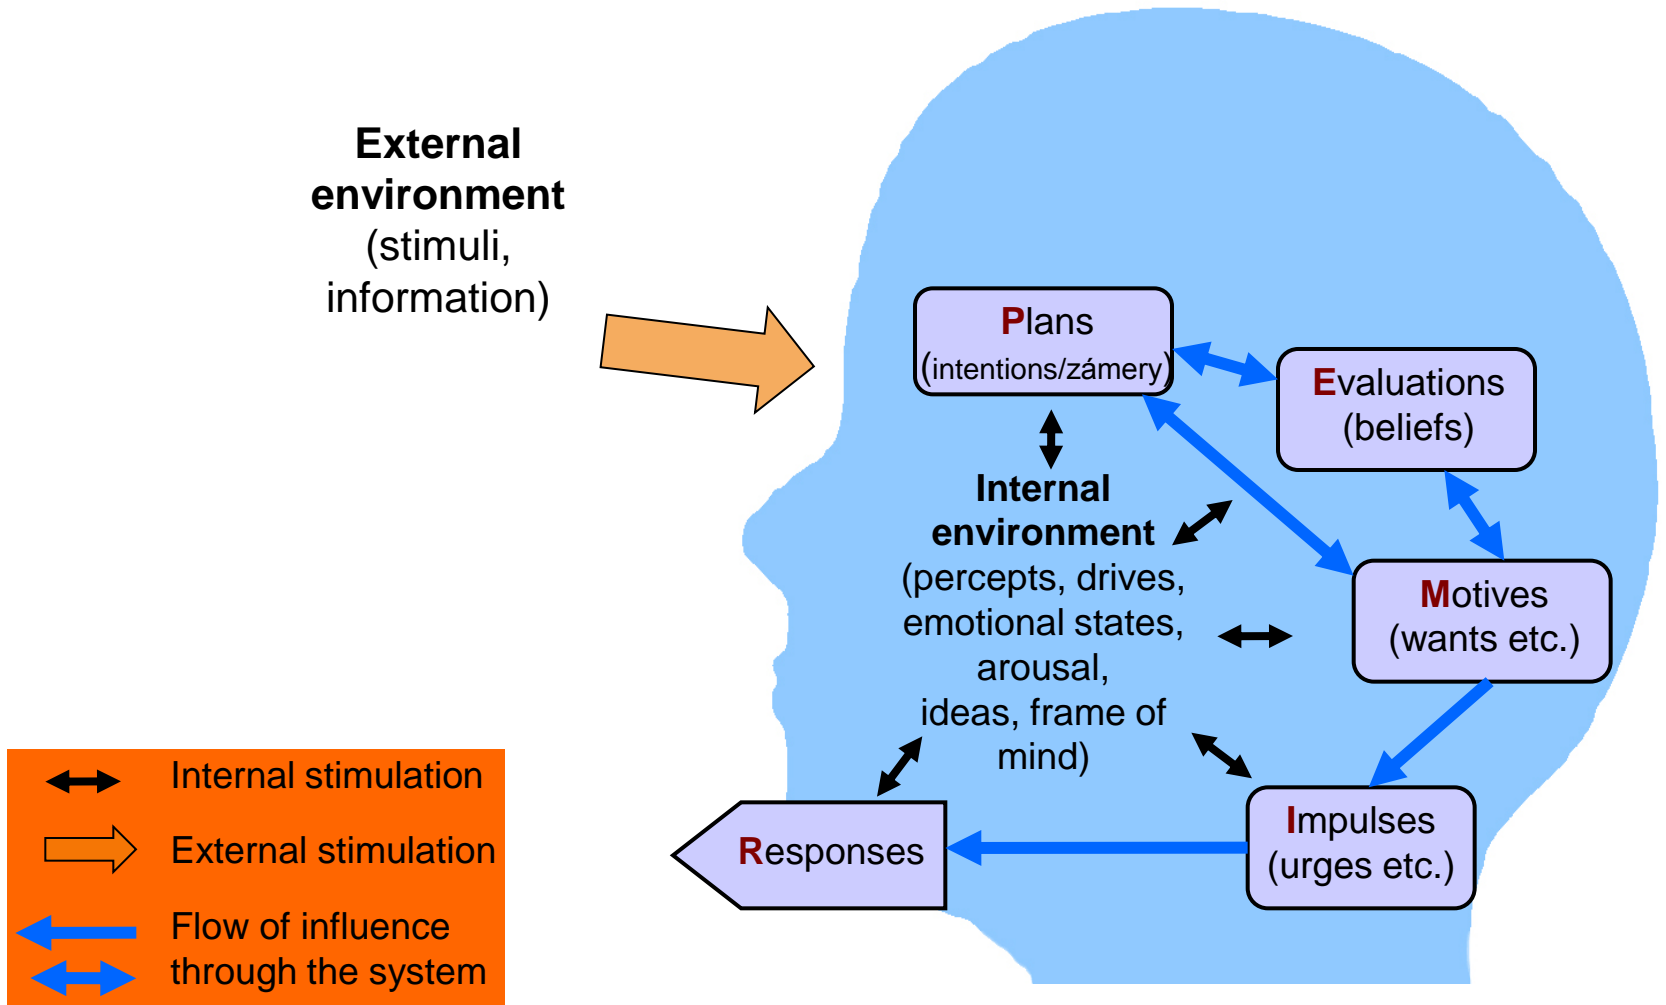 External
environment
(stimuli,
information)
Plans
(intentions/zámery)
Evaluations
(beliefs)
Internal
environment
(percepts, drives,
emotional states,
arousal,
ideas, frame of
mind)
Motives
(wants etc.)
Impulses
(urges etc.)
Responses
Internal stimulation
External stimulation
Flow of influence
through the system